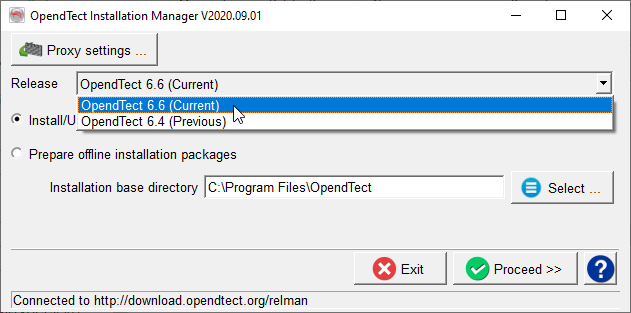 OpendTect Installation Manager V2020.09.01
Proxy settings ...
Release OpendTect 6.6 (Current)
OpendTect 6.6 (Current)
Install/U OpendTect 6.4 (Previous)
Prepare offline installation packages
Installation base directory C:\Program Files\OpendTect Select ...
Exit Proceed >> ?
Connected to http://download.opendtect.org/relman